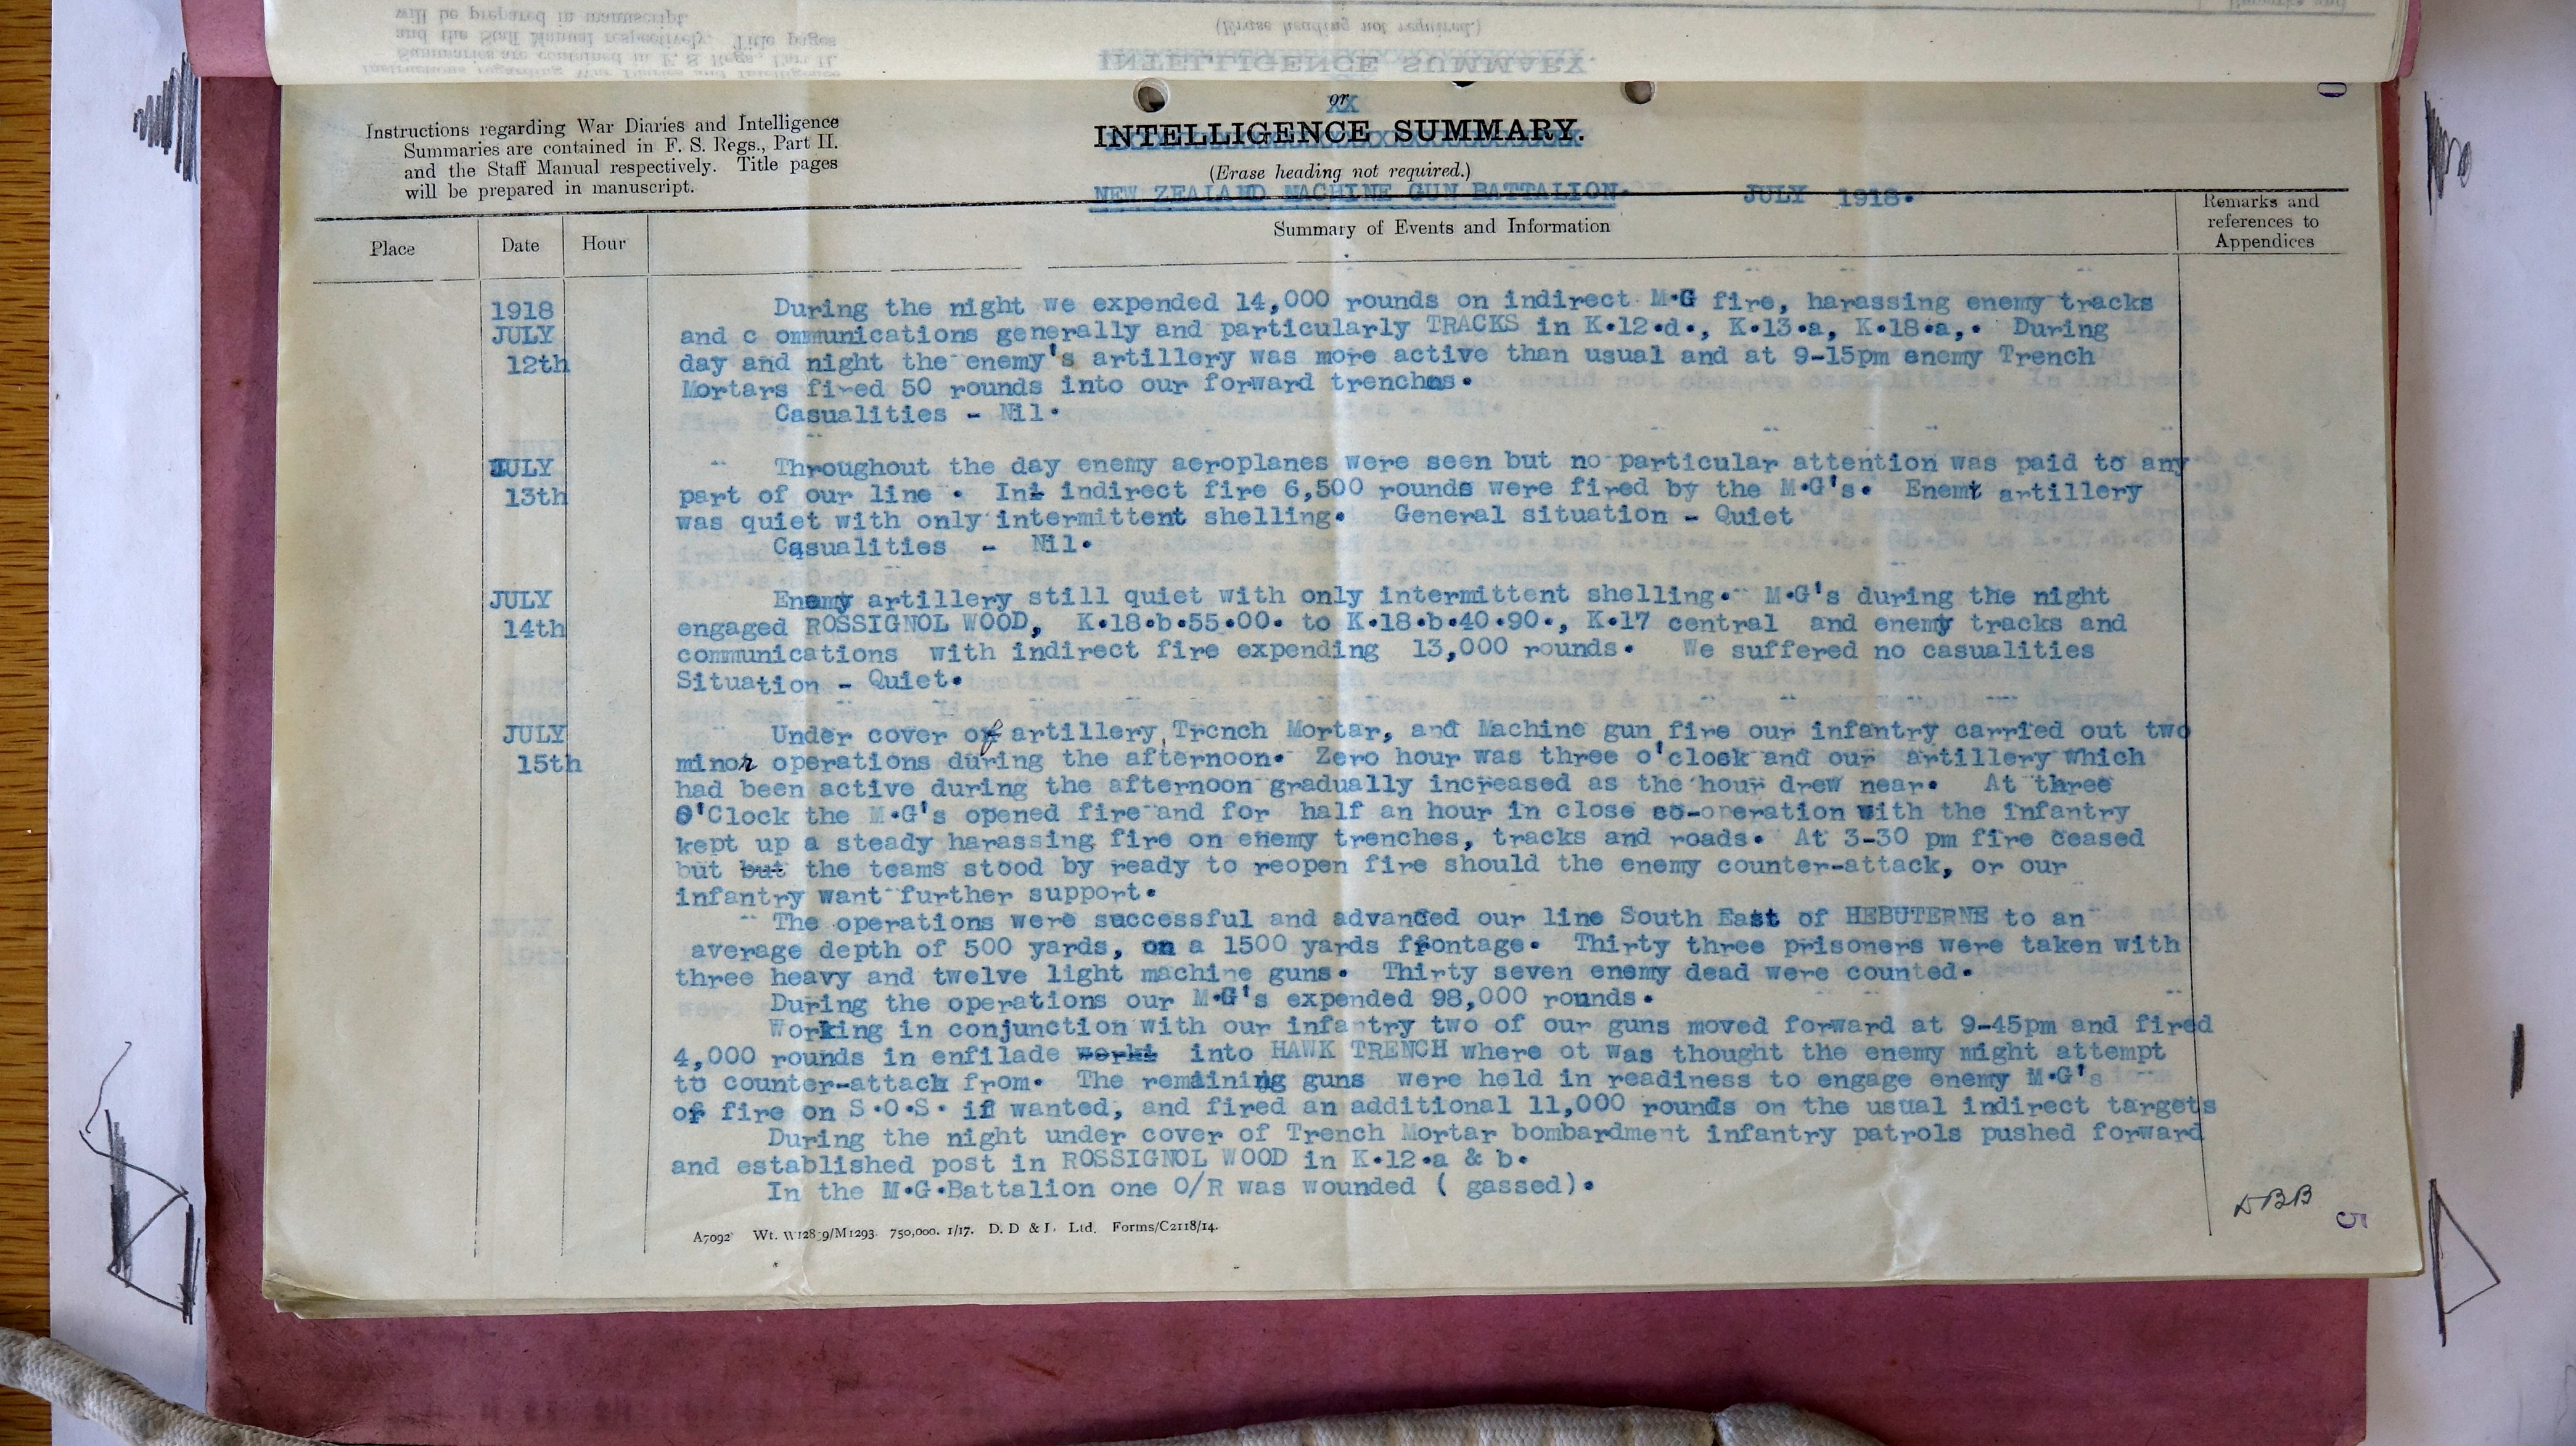 Instructions regarding War Diaries and Intelligence
Summaries are contained in F. S. Regs., Part II.
and the Staff Manual respectively. Title pages
will be prepared in manuscript.
or
INTELLIGENCE SUMMARY.
(Erase heading not required.)
NEW ZEALAND MACHINE GUN BATTALION. JULY 1918.
Place
Date
Hour
Summary of Events and Information
Remarks and
references to
Appendices
1918
JULY
12th
During the night we expended 14,000 rounds on indirect M.G fire, harassing enemy tracks
and c ommunications generally and particularly TRACKS in K.12.d., K.13.a, K.18.a,. During
day and night the enemy's artillery was more active than usual and at 9-15pm enemy Trench
Mortars fired 50 rounds into our forward trenches.
Casualities - Nil.
JULY
13th
Throughout the day enemy aeroplanes were seen but no particular attention was paid to any
part of our line . In indirect fire 6,500 rounds were fired by the M.G's. Enemt artillery
was quiet with only intermittent shelling. General situation - Quiet
Casualities - Nil.
JULY
14th
Enemy artillery still quiet with only intermittent shelling. M.G's during the night
engaged ROSSIGNOL WOOD, K.18.b.55.00. to K.18.b.40.90., K.17 central and enemy tracks and
communications with indirect fire expending 13,000 rounds. We suffered no casualities
Situation - Quiet.
JULY
15th
Under cover of artillery, Trench Mortar, and Machine gun fire our infantry carried out two
minor operations during the afternoon. Zero hour was three o'clock and our artillery which
had been active during the afternoon gradually increased as the hour drew near. At three
O'Clock the M.G's opened fire and for half an hour in close co-operation with the infantry
kept up a steady harassing fire on enemy trenches, tracks and roads. At 3-30 pm fire ceased
but but the teams stood by ready to reopen fire should the enemy counter-attack, or our
infantry want further support.
The operations were successful and advanced our line South East of HEBUTERNE to an
average depth of 500 yards, on a 1500 yards frontage. Thirty three prisoners were taken with
three heavy and twelve light machine guns. Thirty seven enemy dead were counted.
During the operations our M.G's expended 98,000 rounds.
Working in conjunction with our infantry two of our guns moved forward at 9-45pm and fired
4,000 rounds in enfilade works into HAWK TRENCH where ot was thought the enemy might attempt
to counter-attack from. The remaining guns were held in readiness to engage enemy M.G's
or fire on S.O.S. if wanted, and fired an additional 11,000 rounds on the usual indirect targets
During the night under cover of Trench Mortar bombardment infantry patrols pushed forward
and established post in ROSSIGNOL WOOD in K.12.a & b.
In the M.G.Battalion one O/R was wounded ( gassed).
DBB
5
A7092 Wt. W1289/M1293. 750,000. 1/17. D. D & L. Ltd. Forms/C2118/14.